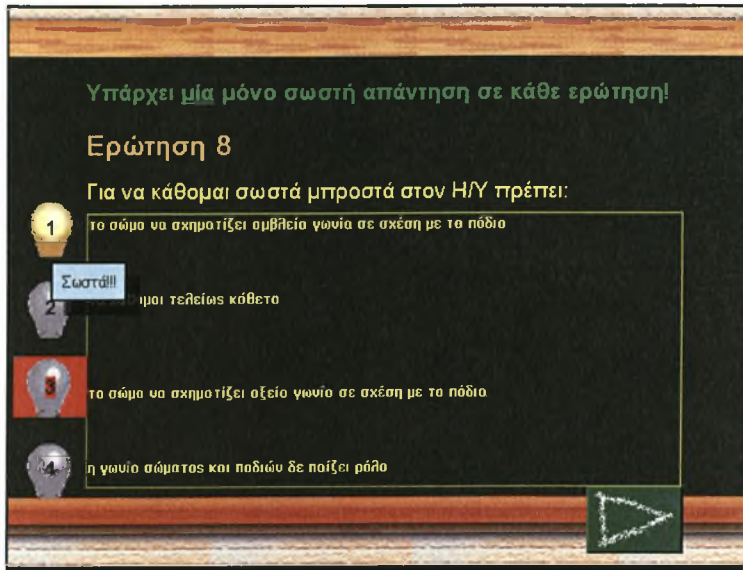 Υπάρχει μία μόνο σωστή απάντηση σε κάθε ερώτηση!
Ερώτηση 8
Για να κάθομαι σωστά μπροστά στον Η/Υ πρέπει:
1 το σώμα να σχηματίζει αμβλεία γωνία σε σχέση με τα πόδια
Σωστά!!!
2 τελείως κάθετα
3 το σώμα να σχηματίζει οξεία γωνία σε σχέση με τα πόδια
4 η γωνία σώματος και ποδιών δε παίζει ρόλο